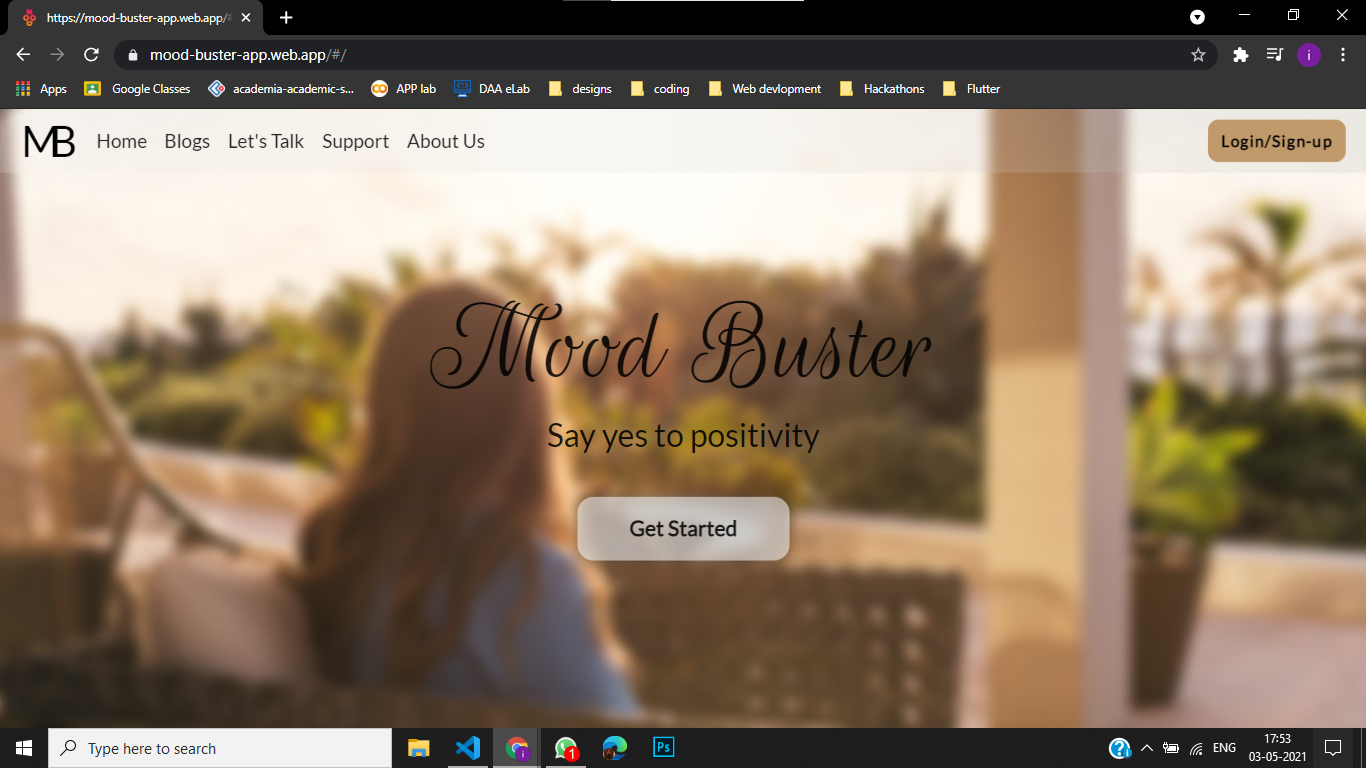 https://mood-buster-app.web.app/#
mood-buster-app.web.app/#/
i
Apps
Google Classes
academia-academic-s...
APP lab
DAA eLab
designs
coding
Web devlopment
Hackathons
Flutter
MB
Home
Blogs
Let's Talk
Support
About Us
Login/Sign-up
Mood Buster
Say yes to positivity
Get Started
Type here to search
i
1
Ps
?
ENG
17:53
03-05-2021